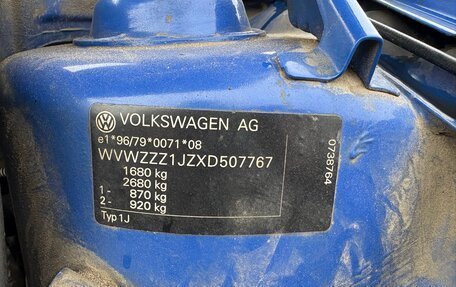 VOLKSWAGEN AG
e1*96/79*0071*08
WVWZZZ1JZXD507767
1680 kg
2680 kg
1- 870 kg
2- 920 kg
Typ 1J
0738764